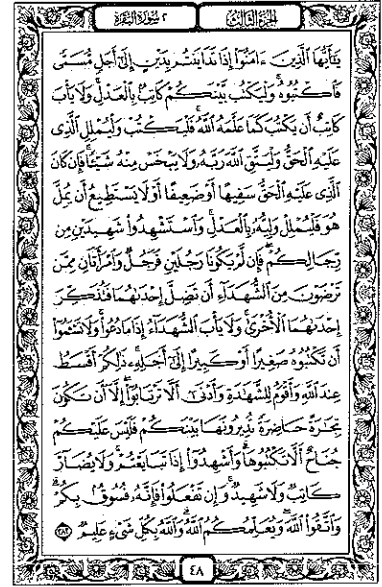 الجزء الثالث
٢ سورة البقرة
يَٰٓأَيُّهَا ٱلَّذِينَ ءَامَنُوٓا۟ إِذَا تَدَايَنتُم بِدَيْنٍ إِلَىٰٓ أَجَلٍ مُّسَمًّى
فَٱكْتُبُوهُ ۚ وَلْيَكْتُب بَّيْنَكُمْ كَاتِبٌۢ بِٱلْعَدْلِ ۚ وَلَا يَأْبَ
كَاتِبٌ أَن يَكْتُبَ كَمَا عَلَّمَهُ ٱللَّهُ ۚ فَلْيَكْتُبْ وَلْيُمْلِلِ ٱلَّذِى
عَلَيْهِ ٱلْحَقُّ وَلْيَتَّقِ ٱللَّهَ رَبَّهُۥ وَلَا يَبْخَسْ مِنْهُ شَيْـًٔا ۚ فَإِن كَانَ
ٱلَّذِى عَلَيْهِ ٱلْحَقُّ سَفِيهًا أَوْ ضَعِيفًا أَوْ لَا يَسْتَطِيعُ أَن يُمِلَّ
هُوَ فَلْيُمْلِلْ وَلِيُّهُۥ بِٱلْعَدْلِ ۚ وَٱسْتَشْهِدُوا۟ شَهِيدَيْنِ مِن
رِّجَالِكُمْ ۖ فَإِن لَّمْ يَكُونَا رَجُلَيْنِ فَرَجُلٌ وَٱمْرَأَتَانِ مِمَّن
تَرْضَوْنَ مِنَ ٱلشُّهَدَآءِ أَن تَضِلَّ إِحْدَىٰهُمَا فَتُذَكِّرَ
إِحْدَىٰهُمَا ٱلْأُخْرَىٰ ۚ وَلَا يَأْبَ ٱلشُّهَدَآءُ إِذَا مَا دُعُوا۟ ۚ وَلَا تَسْـَٔمُوٓا۟
أَن تَكْتُبُوهُ صَغِيرًا أَوْ كَبِيرًا إِلَىٰٓ أَجَلِهِۦ ۚ ذَٰلِكُمْ أَقْسَطُ
عِندَ ٱللَّهِ وَأَقْوَمُ لِلشَّهَٰدَةِ وَأَدْنَىٰٓ أَلَّا تَرْتَابُوٓا۟ ۖ إِلَّآ أَن تَكُونَ
تِجَٰرَةً حَاضِرَةً تُدِيرُونَهَا بَيْنَكُمْ فَلَيْسَ عَلَيْكُمْ
جُنَاحٌ أَلَّا تَكْتُبُوهَا ۗ وَأَشْهِدُوٓا۟ إِذَا تَبَايَعْتُمْ ۚ وَلَا يُضَآرَّ
كَاتِبٌ وَلَا شَهِيدٌ ۚ وَإِن تَفْعَلُوا۟ فَإِنَّهُۥ فُسُوقٌۢ بِكُمْ ۗ
وَٱتَّقُوا۟ ٱللَّهَ ۖ وَيُعَلِّمُكُمُ ٱللَّهُ ۗ وَٱللَّهُ بِكُلِّ شَىْءٍ عَلِيمٌ ٢٨٢
٤٨